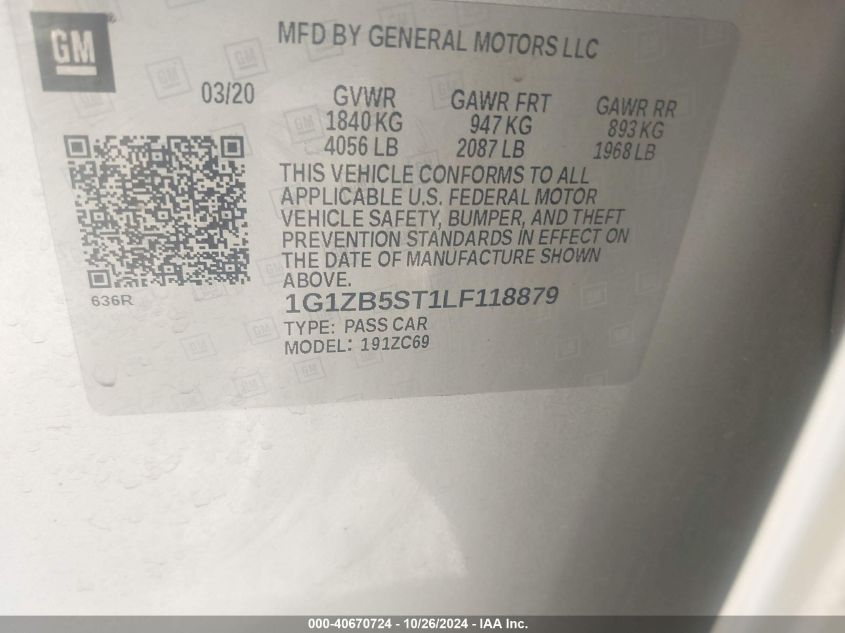 GM
MFD BY GENERAL MOTORS LLC
03/20
GVWR GAWR FRT GAWR RR
1840 KG 947 KG 893 KG
4056 LB 2087 LB 1968 LB
THIS VEHICLE CONFORMS TO ALL
APPLICABLE U.S. FEDERAL MOTOR
VEHICLE SAFETY, BUMPER, AND THEFT
PREVENTION STANDARDS IN EFFECT ON
THE DATE OF MANUFACTURE SHOWN
ABOVE.
636R
1G1ZB5ST1LF118879
TYPE: PASS CAR
MODEL: 191ZC69
000-40670724 - 10/26/2024 - IAA Inc.